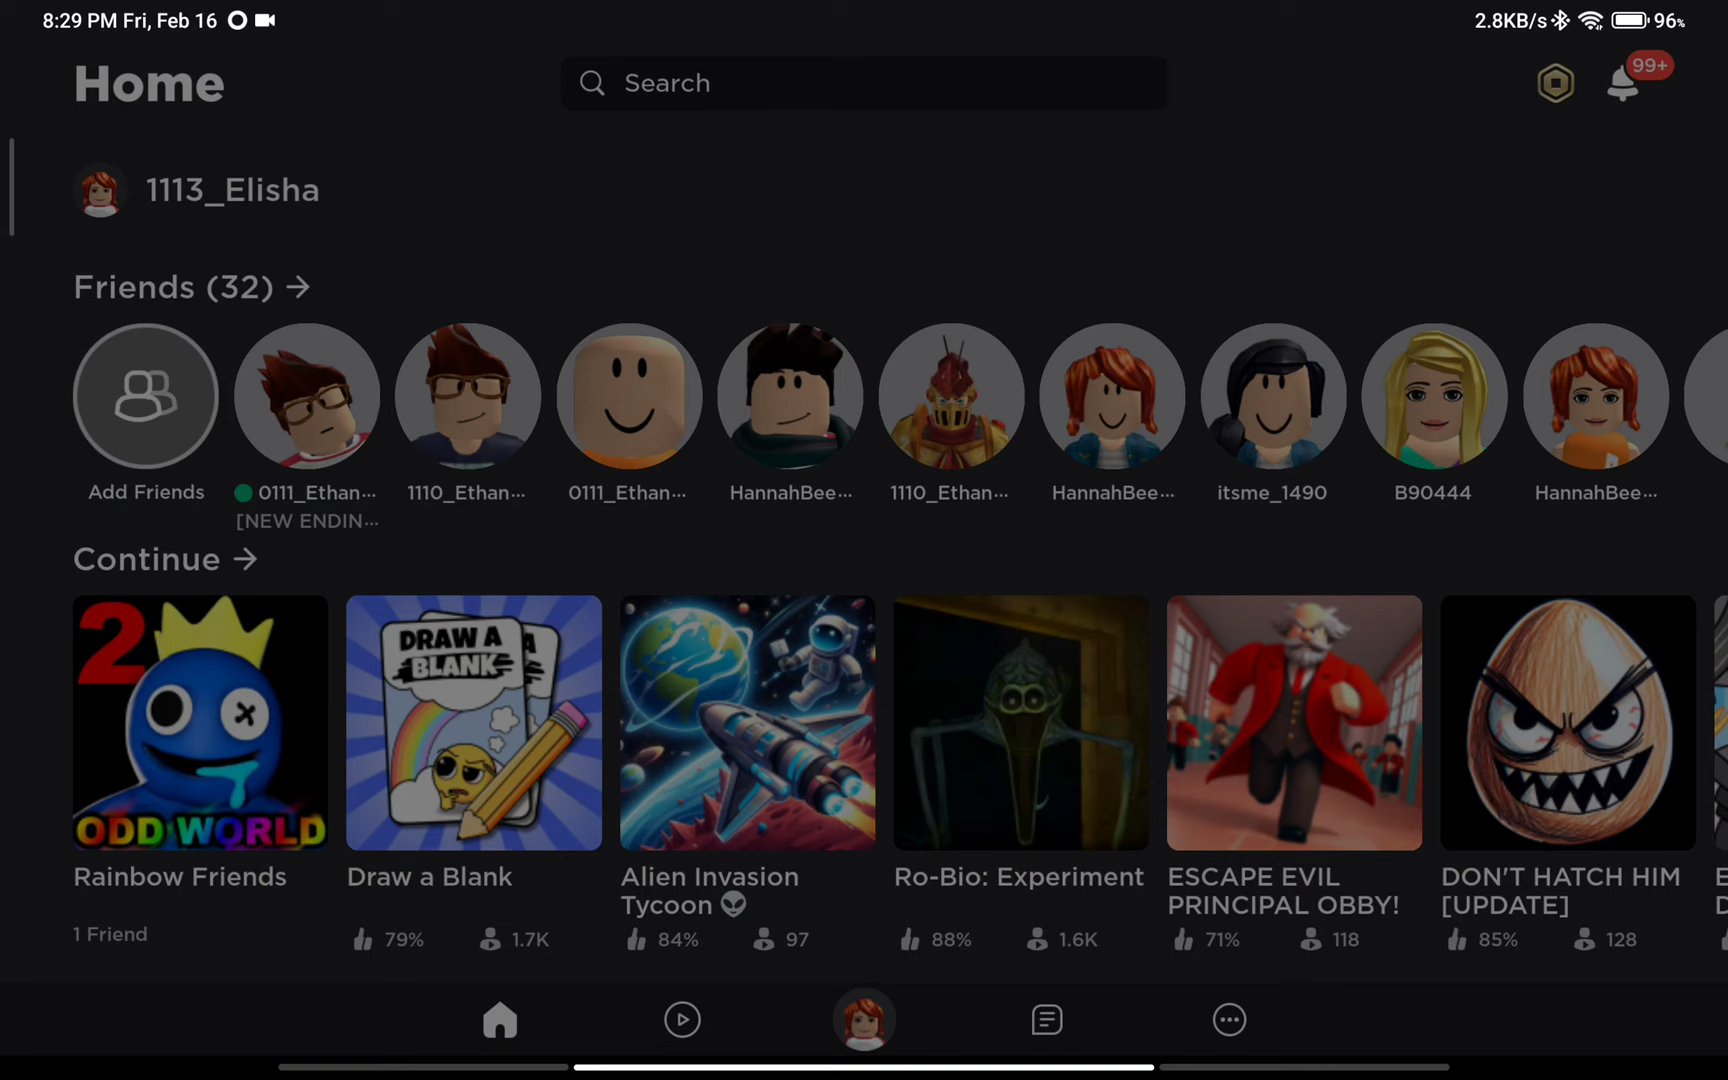 8:29 PM Fri, Feb 16
2.8KB/s 96%
Home
Search
99+
1113_Elisha
Friends (32) →
Add Friends
0111_Ethan...
[NEW ENDIN...
1110_Ethan...
0111_Ethan...
HannahBee...
1110_Ethan...
HannahBee...
itsme_1490
B90444
HannahBee...
Continue →
2
ODD WORLD
DRAW A
BLANK
A
Rainbow Friends
1 Friend
Draw a Blank
79% 1.7K
Alien Invasion
Tycoon 👽
84% 97
Ro-Bio: Experiment
88% 1.6K
ESCAPE EVIL
PRINCIPAL OBBY!
71% 118
DON'T HATCH HIM
[UPDATE]
85% 128